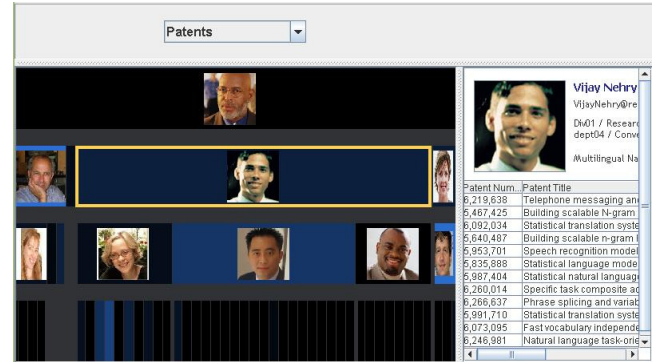 Patents
Vijay Nehry
VijayNehry@re
Div01 / Researc
dept04 / Conve
Multilingual Na
Patent Num... Patent Title
6,219,638 Telephone messaging an
5,467,425 Building scalable N-gram
6,092,034 Statistical translation syste
5,640,487 Building scalable n-gram l
5,953,701 Speech recognition model
5,835,888 Statistical language mode
5,987,404 Statistical natural languag
6,260,014 Specific task composite ac
6,266,637 Phrase splicing and variab
5,991,710 Statistical translation syste
6,073,095 Fast vocabulary independe
6,246,981 Natural language task-orie